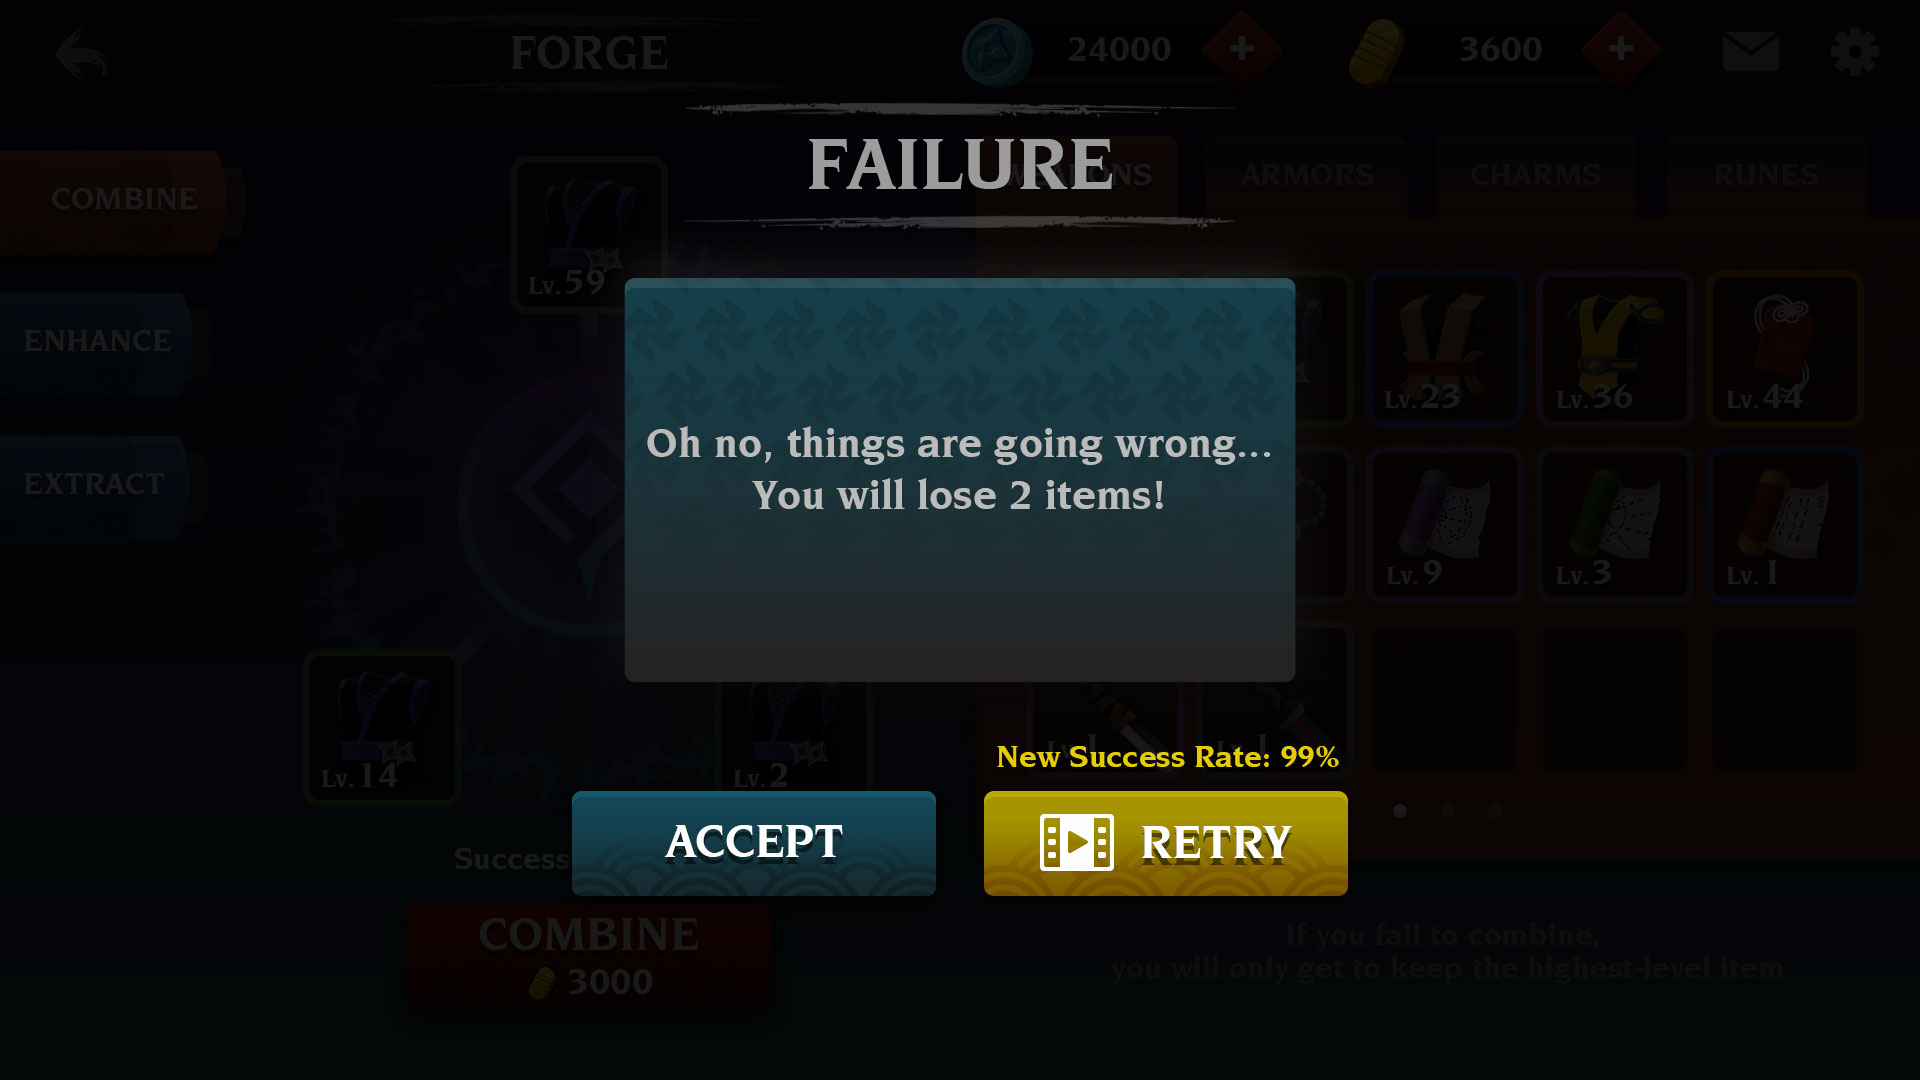 FORGE
24000
3600
FAILURE
COMBINE
ENHANCE
EXTRACT
ARMORS
CHARMS
RUNES
Lv.59
Lv.23
Lv.36
Lv.44
Oh no, things are going wrong...
You will lose 2 items!
Lv.9
Lv.3
Lv.1
Lv.14
Lv.2
New Success Rate: 99%
ACCEPT
RETRY
Success
COMBINE
3000
If you fail to combine,
you will only get to keep the highest-level item